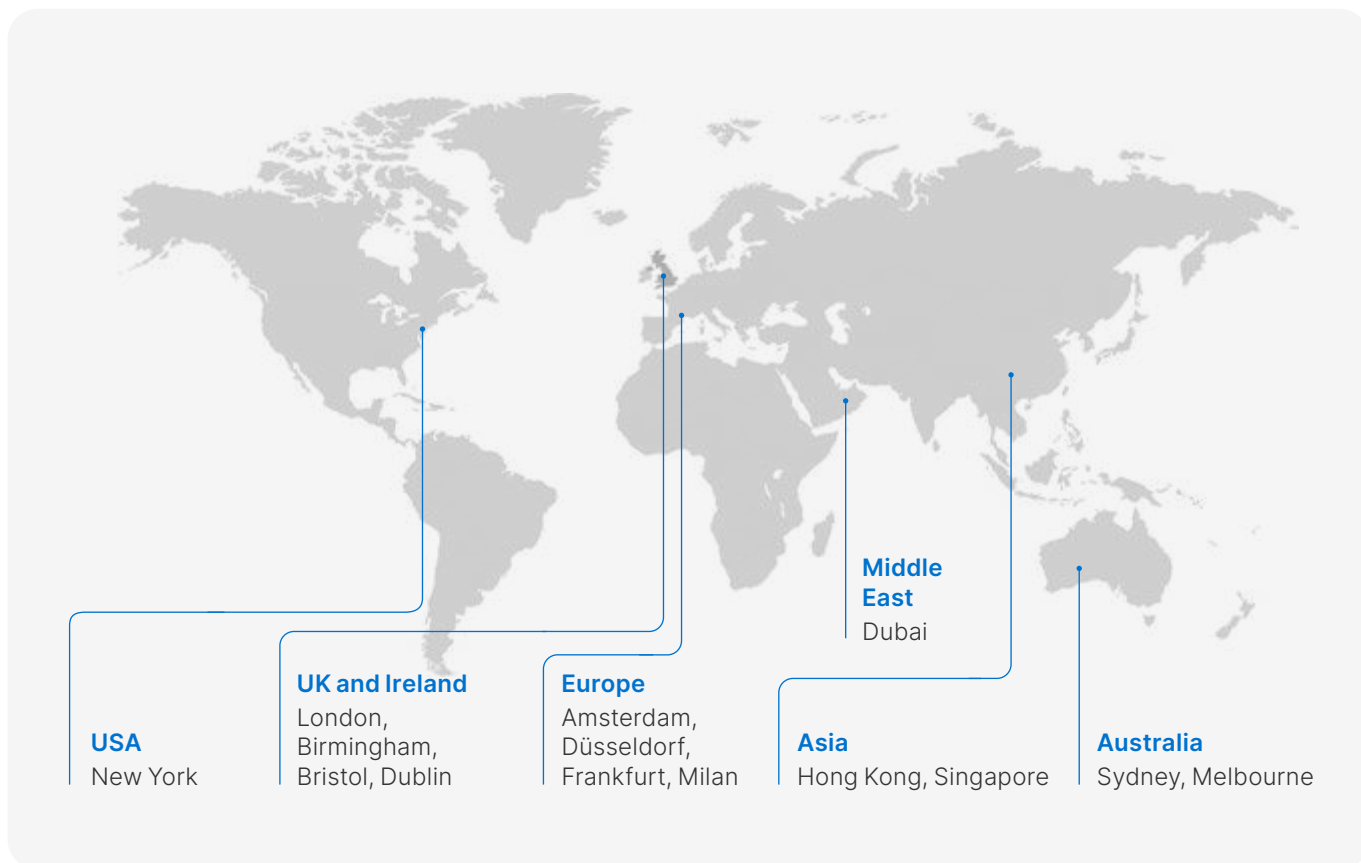 Middle
East
Dubai
UK and Ireland
London,
Birmingham,
Bristol, Dublin
Europe
Amsterdam,
Düsseldorf,
Frankfurt, Milan
USA
New York
Asia
Hong Kong, Singapore
Australia
Sydney, Melbourne